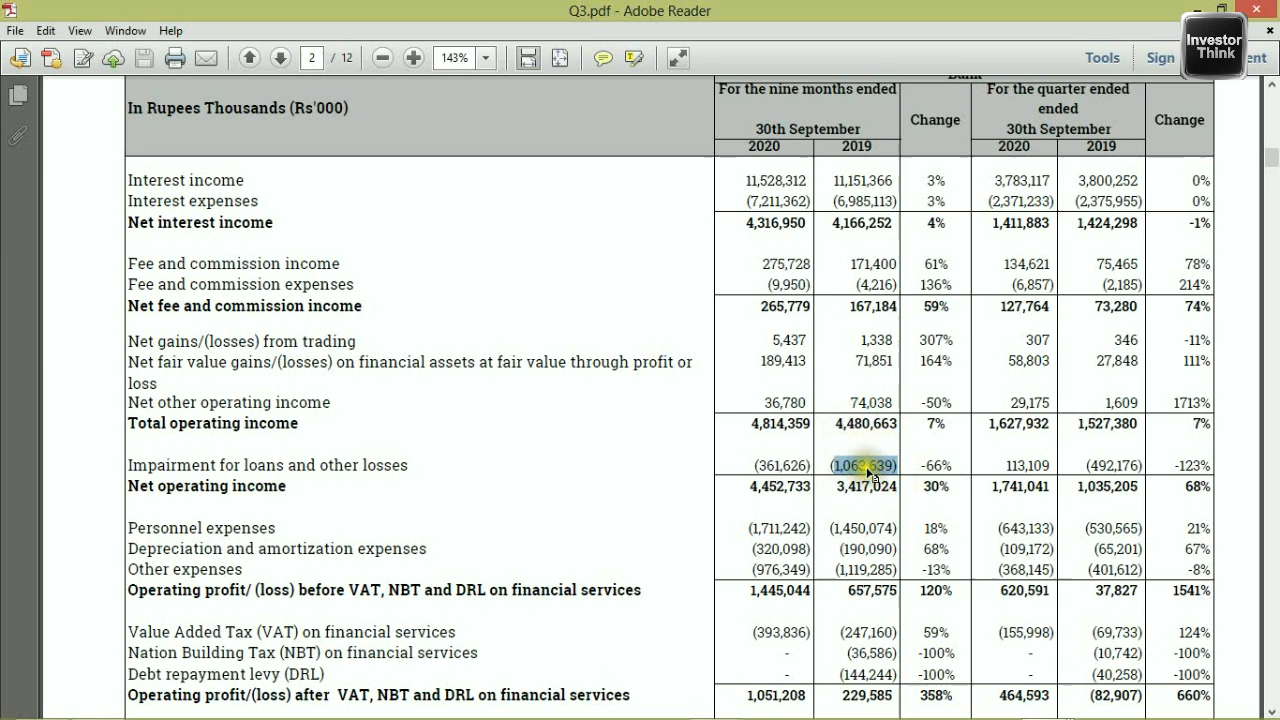 Q3.pdf - Adobe Reader
File Edit View Window Help
Investor
Think
2 / 12 143% Tools Sign
In Rupees Thousands (Rs'000)
For the nine months ended
30th September
Change
For the quarter ended
ended
30th September
Change
2020 2019 2020 2019
Interest income 11,528,312 11,151,366 3% 3,783,117 3,800,252 0%
Interest expenses (7,211,362) (6,985,113) 3% (2,371,233) (2,375,955) 0%
Net interest income 4,316,950 4,166,252 4% 1,411,883 1,424,298 -1%
Fee and commission income 275,728 171,400 61% 134,621 75,465 78%
Fee and commission expenses (9,950) (4,216) 136% (6,857) (2,185) 214%
Net fee and commission income 265,779 167,184 59% 127,764 73,280 74%
Net gains/(losses) from trading 5,437 1,338 307% 307 346 -11%
Net fair value gains/(losses) on financial assets at fair value through profit or 189,413 71,851 164% 58,803 27,848 111%
loss
Net other operating income 36,780 74,038 -50% 29,175 1,609 1713%
Total operating income 4,814,359 4,480,663 7% 1,627,932 1,527,380 7%
Impairment for loans and other losses (361,626) (1,063,639) -66% 113,109 (492,176) -123%
Net operating income 4,452,733 3,417,024 30% 1,741,041 1,035,205 68%
Personnel expenses (1,711,242) (1,450,074) 18% (643,133) (530,565) 21%
Depreciation and amortization expenses (320,098) (190,090) 68% (109,172) (65,201) 67%
Other expenses (976,349) (1,119,285) -13% (368,145) (401,612) -8%
Operating profit/ (loss) before VAT, NBT and DRL on financial services 1,445,044 657,575 120% 620,591 37,827 1541%
Value Added Tax (VAT) on financial services (393,836) (247,160) 59% (155,998) (69,733) 124%
Nation Building Tax (NBT) on financial services - (36,586) -100% - (10,742) -100%
Debt repayment levy (DRL) - (144,244) -100% - (40,258) -100%
Operating profit/(loss) after VAT, NBT and DRL on financial services 1,051,208 229,585 358% 464,593 (82,907) 660%